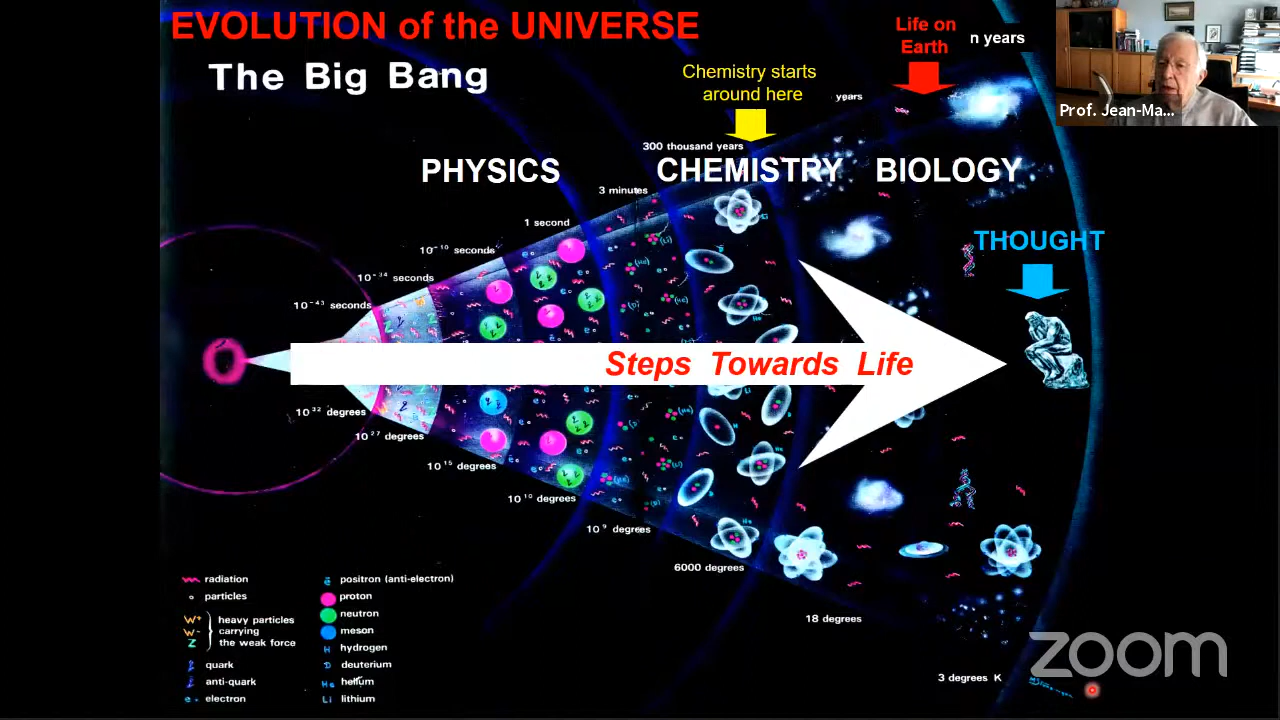 EVOLUTION of the UNIVERSE
The Big Bang
Life on
Earth
n years
Prof. Jean-Ma...
Chemistry starts
around here
years
300 thousand years
PHYSICS
CHEMISTRY
BIOLOGY
3 minutes
1 second
THOUGHT
10⁻¹⁰ seconds
10⁻³⁴ seconds
10⁻⁴³ seconds
Steps Towards Life
10³² degrees
10²⁷ degrees
10¹⁵ degrees
10¹⁰ degrees
10⁹ degrees
6000 degrees
18 degrees
3 degrees K
radiation
particles
W⁺
W⁻
Z
heavy particles
carrying
the weak force
quark
anti-quark
e- electron
ē positron (anti-electron)
proton
neutron
meson
H hydrogen
D deuterium
He helium
Li lithium
zoom